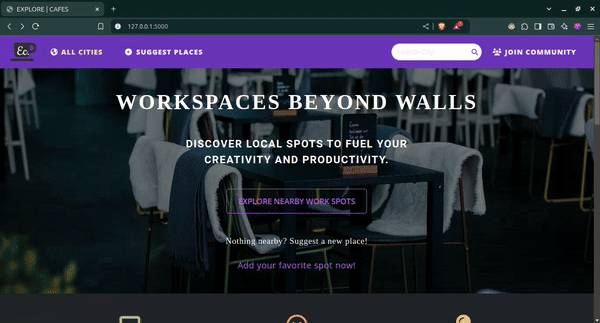 EXPLORE | CAFES
127.0.0.1:5000
Ec.
ALL CITIES
SUGGEST PLACES
Search City
JOIN COMMUNITY
WORKSPACES BEYOND WALLS
DISCOVER LOCAL SPOTS TO FUEL YOUR
CREATIVITY AND PRODUCTIVITY.
EXPLORE NEARBY WORK SPOTS
Nothing nearby? Suggest a new place!
Add your favorite spot now!